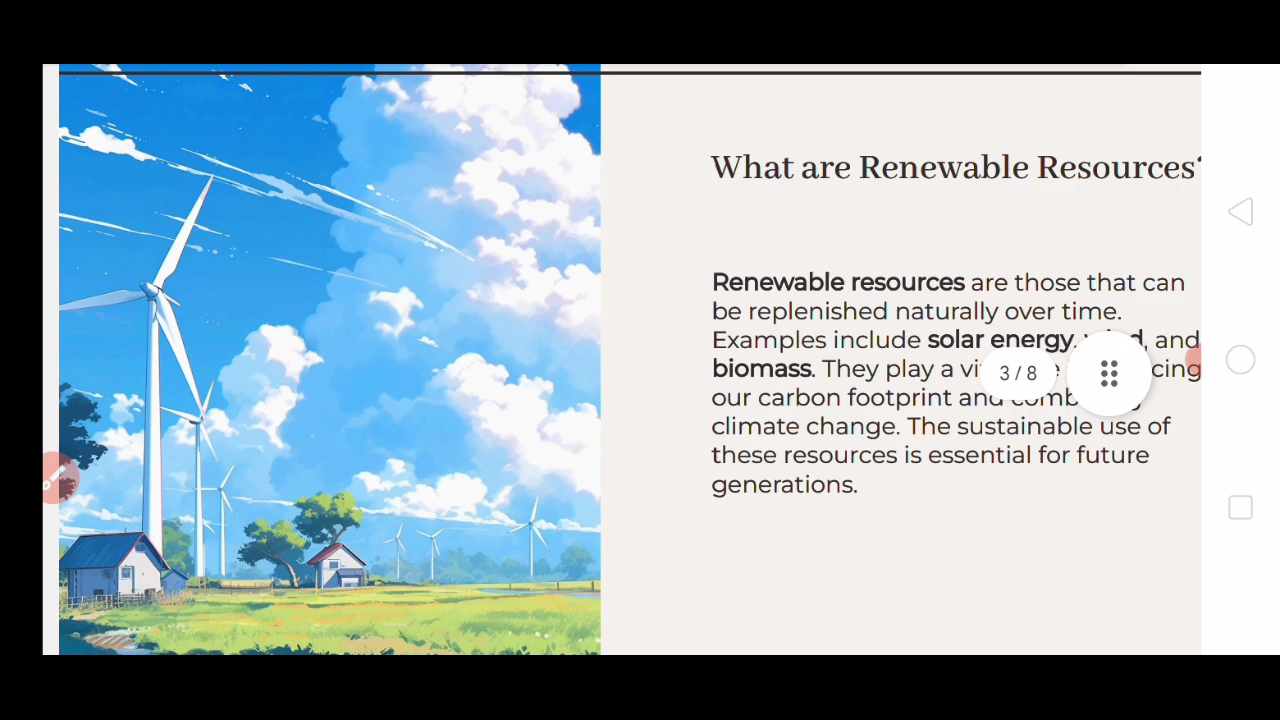 What are Renewable Resources?
Renewable resources are those that can
be replenished naturally over time.
Examples include solar energy, wind, and
biomass. They play a
our carbon footprint and
climate change. The sustainable use of
these resources is essential for future
generations.
3 / 8